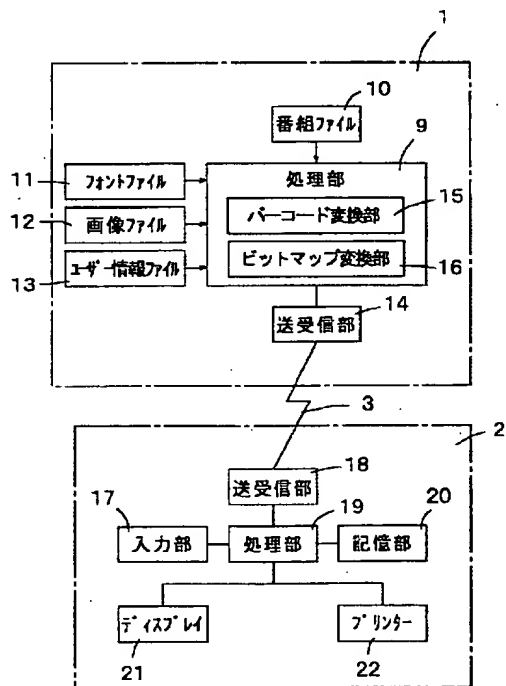 1
10
番組ファイル
9
11
フォントファイル
処理部
12
画像ファイル
バーコード変換部
15
ユーザー情報ファイル
ビットマップ変換部
16
13
14
送受信部
3
2
18
送受信部
17
19
20
入力部
処理部
記憶部
ディスプレイ
プリンター
21
22